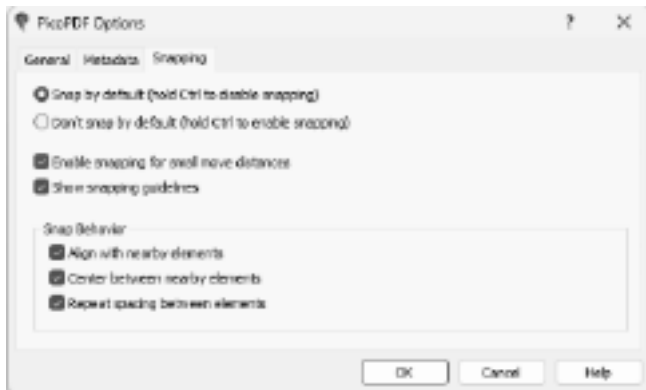 PicoPDF Options
General Metadata Snapping
Snap by default (hold Ctrl to disable snapping)
Don't snap by default (hold Ctrl to enable snapping)
Enable snapping for small move distances
Show snapping guidelines
Snap Behavior
Align with nearby elements
Center between nearby elements
Repeat spacing between elements
OK Cancel Help